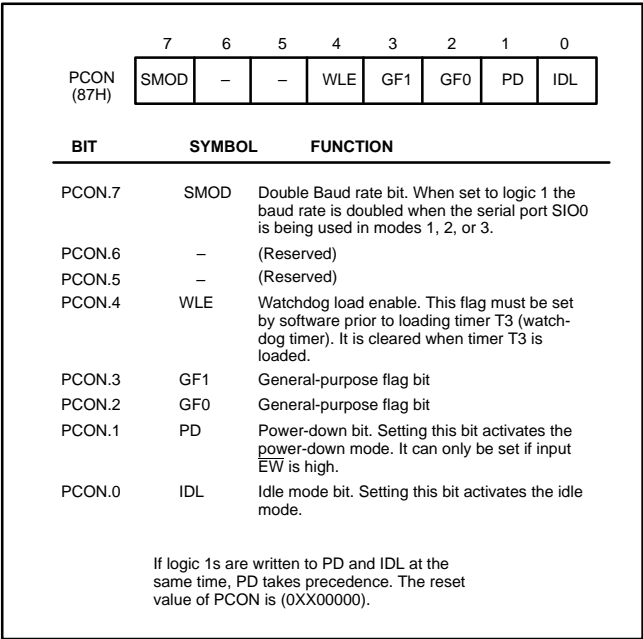 7 6 5 4 3 2 1 0
PCON SMOD – – WLE GF1 GF0 PD IDL
(87H)
BIT SYMBOL FUNCTION
PCON.7 SMOD Double Baud rate bit. When set to logic 1 the
baud rate is doubled when the serial port SIO0
is being used in modes 1, 2, or 3.
PCON.6 – (Reserved)
PCON.5 – (Reserved)
PCON.4 WLE Watchdog load enable. This flag must be set
by software prior to loading timer T3 (watch-
dog timer). It is cleared when timer T3 is
loaded.
PCON.3 GF1 General-purpose flag bit
PCON.2 GF0 General-purpose flag bit
PCON.1 PD Power-down bit. Setting this bit activates the
power-down mode. It can only be set if input
E̅W̅ is high.
PCON.0 IDL Idle mode bit. Setting this bit activates the idle
mode.
If logic 1s are written to PD and IDL at the
same time, PD takes precedence. The reset
value of PCON is (0XX00000).